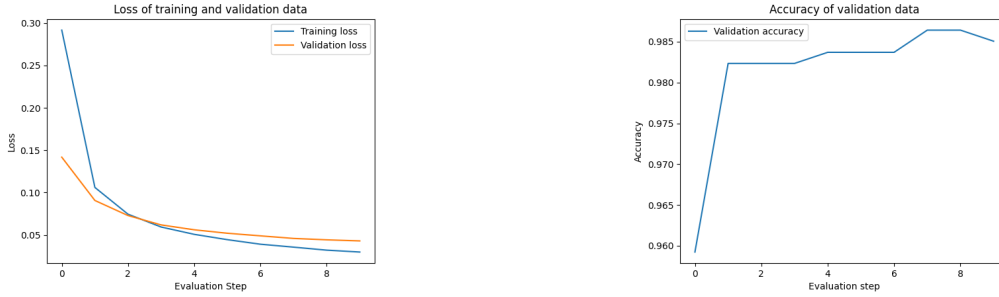 Loss of training and validation data
0.30
0.25
0.20
0.15
0.10
0.05
Loss
Training loss
Validation loss
0 2 4 6 8
Evaluation Step
Accuracy of validation data
0.985
0.980
0.975
0.970
0.965
0.960
Accuracy
Validation accuracy
0 2 4 6 8
Evaluation step